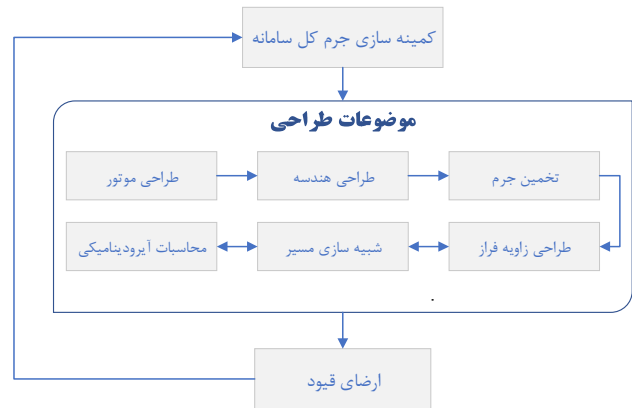 کمینه سازی جرم کل سامانه
موضوعات طراحی
طراحی موتور
طراحی هندسه
تخمین جرم
طراحی زاویه فراز
شبیه سازی مسیر
محاسبات آیرودینامیکی
.
ارضای قیود